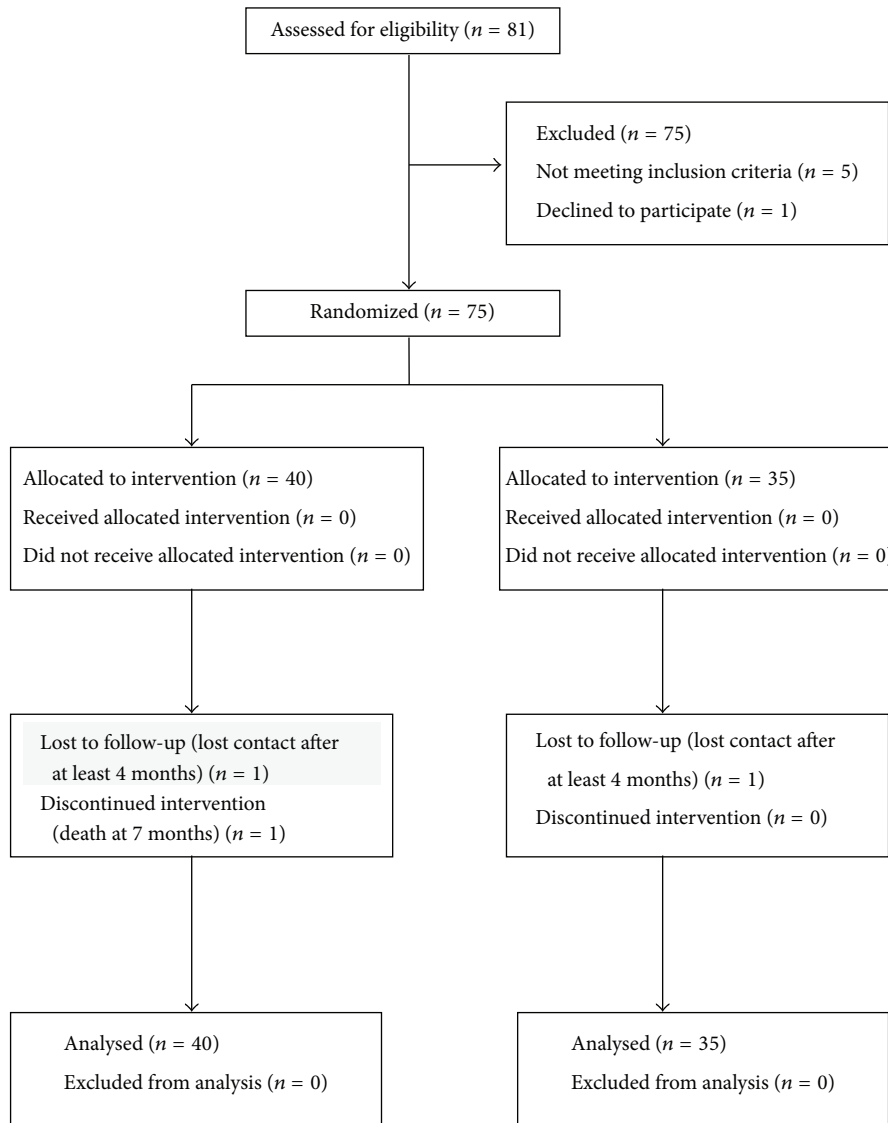 Assessed for eligibility (n = 81)
Excluded (n = 75)
Not meeting inclusion criteria (n = 5)
Declined to participate (n = 1)
Randomized (n = 75)
Allocated to intervention (n = 40)
Received allocated intervention (n = 0)
Did not receive allocated intervention (n = 0)
Allocated to intervention (n = 35)
Received allocated intervention (n = 0)
Did not receive allocated intervention (n = 0)
Lost to follow-up (lost contact after
at least 4 months) (n = 1)
Discontinued intervention
(death at 7 months) (n = 1)
Lost to follow-up (lost contact after
at least 4 months) (n = 1)
Discontinued intervention (n = 0)
Analysed (n = 40)
Excluded from analysis (n = 0)
Analysed (n = 35)
Excluded from analysis (n = 0)